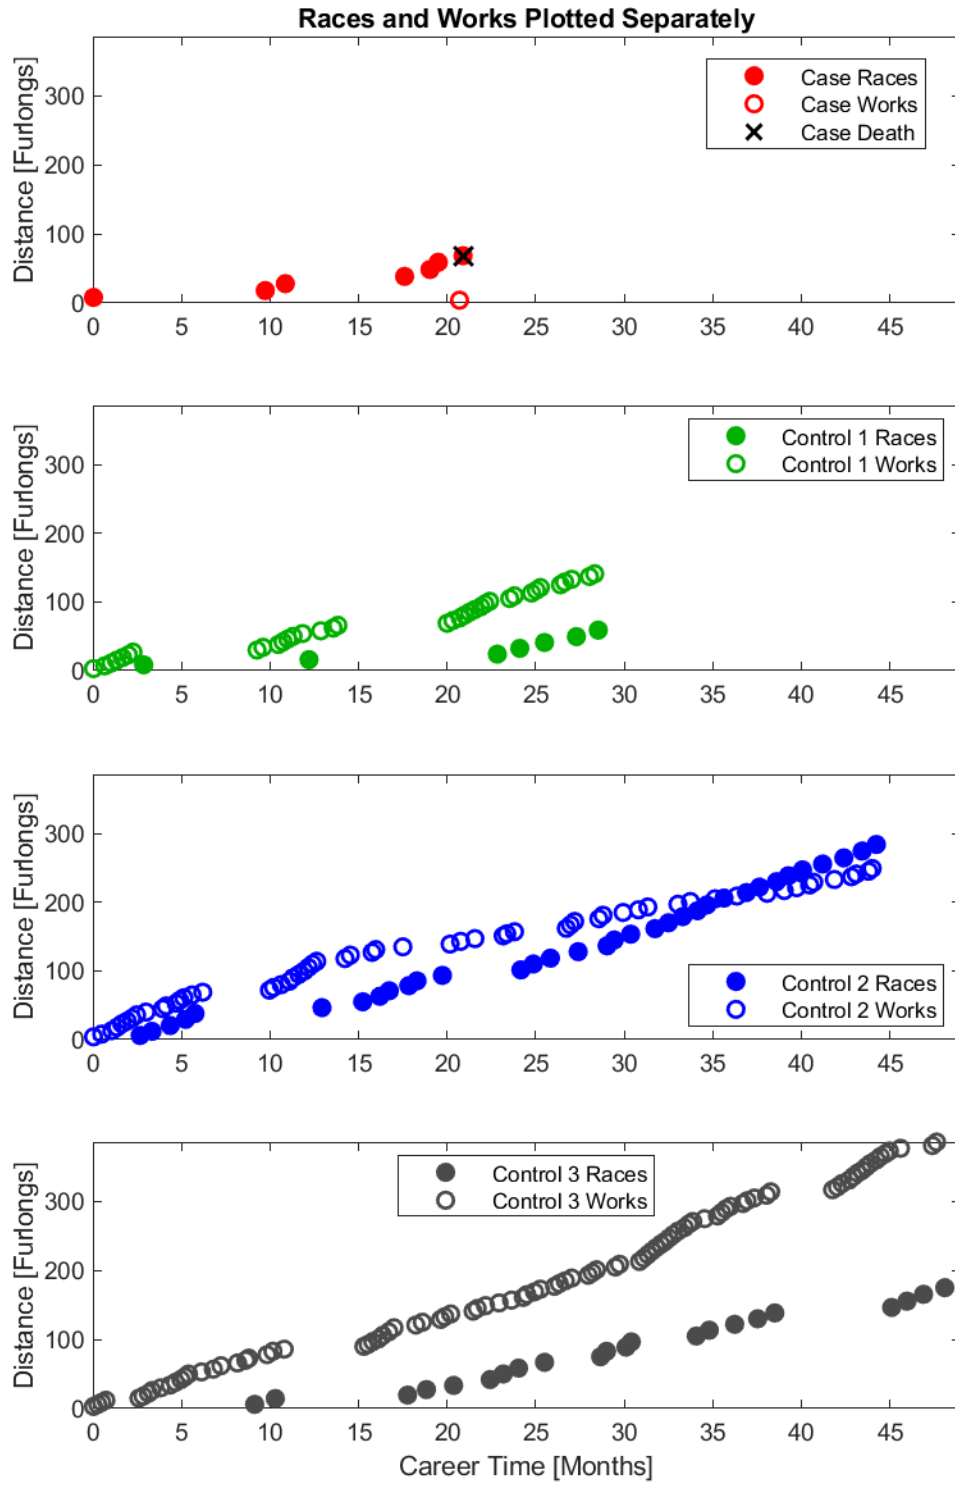 Races and Works Plotted Separately
Distance [Furlongs]
300
200
100
0
Case Races
Case Works
Case Death
0 5 10 15 20 25 30 35 40 45
Distance [Furlongs]
300
200
100
0
Control 1 Races
Control 1 Works
0 5 10 15 20 25 30 35 40 45
Distance [Furlongs]
300
200
100
0
Control 2 Races
Control 2 Works
0 5 10 15 20 25 30 35 40 45
Distance [Furlongs]
300
200
100
0
Control 3 Races
Control 3 Works
0 5 10 15 20 25 30 35 40 45
Career Time [Months]